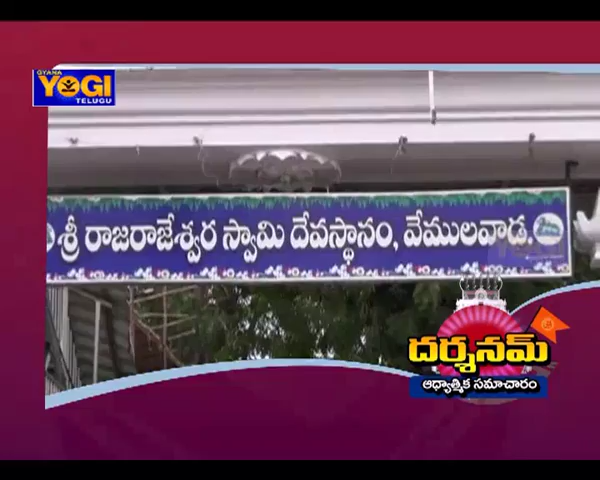 GYANA
YOGI
TELUGU
శ్రీ రాజరాజేశ్వర స్వామి దేవస్థానం, వేములవాడ.
దర్శనమ్
ఆధ్యాత్మిక సమాచారం